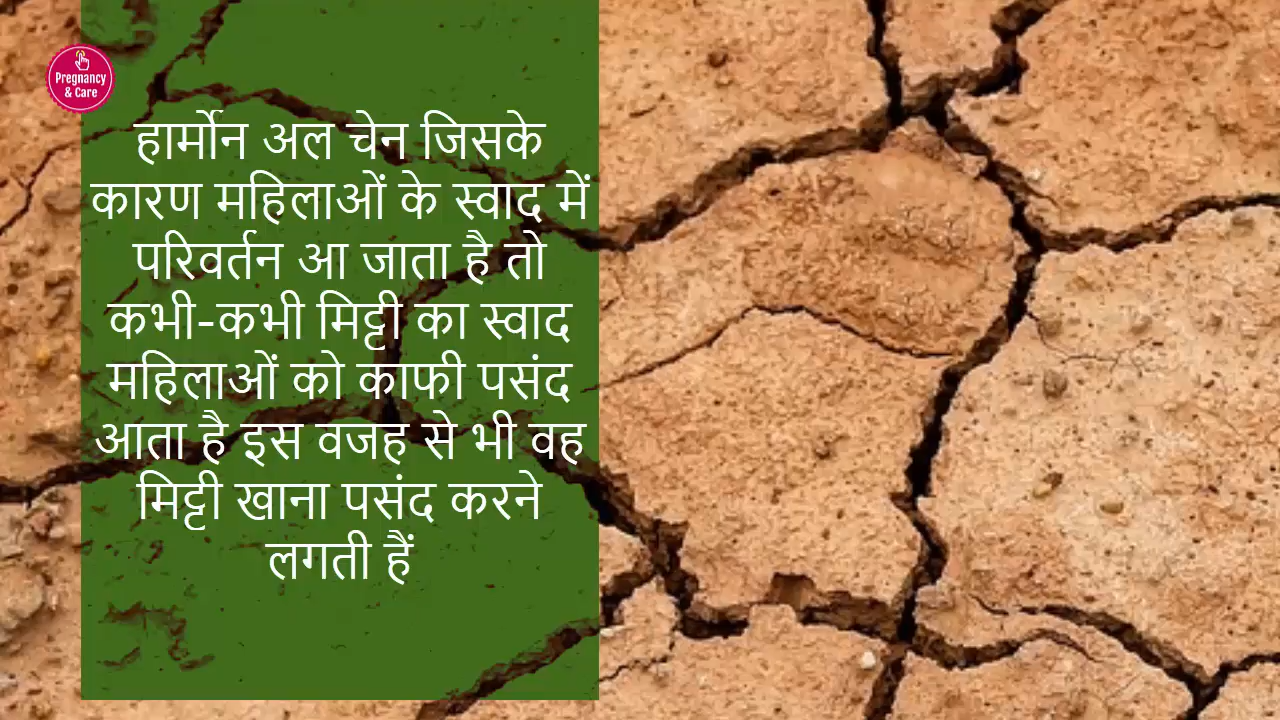 Pregnancy
& Care
हार्मोन अल चेन जिसके
कारण महिलाओं के स्वाद में
परिवर्तन आ जाता है तो
कभी-कभी मिट्टी का स्वाद
महिलाओं को काफी पसंद
आता है इस वजह से भी वह
मिट्टी खाना पसंद करने
लगती हैं